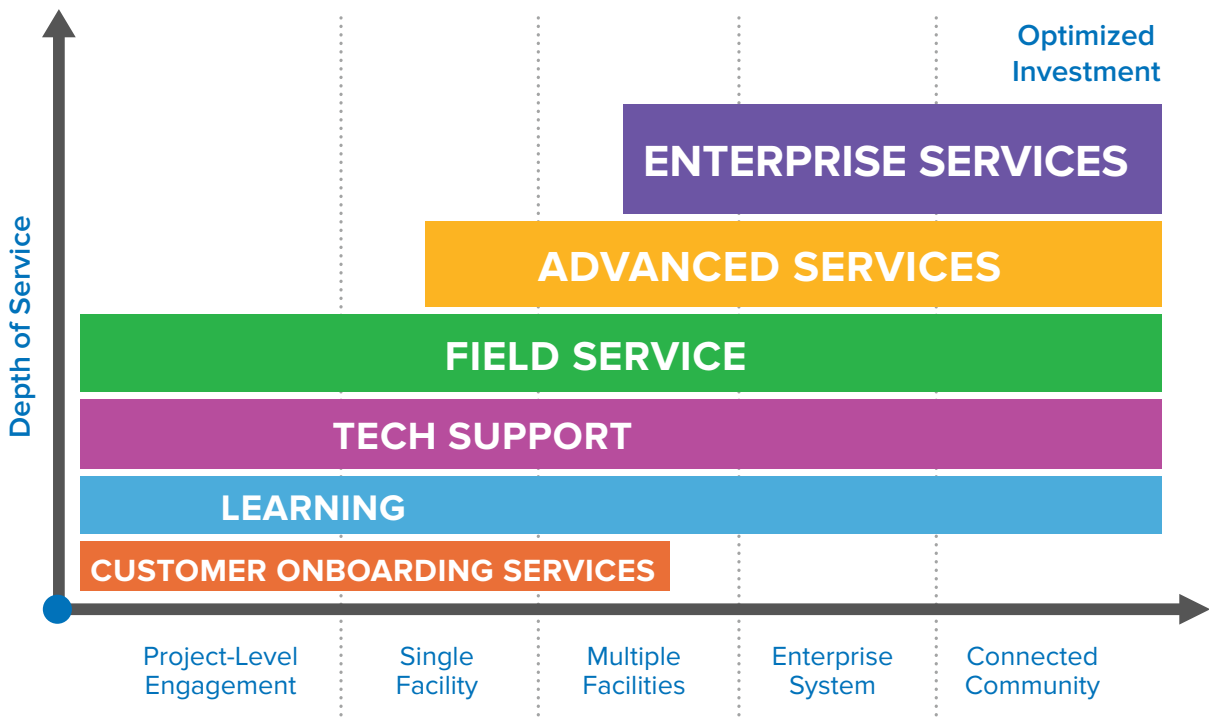 Optimized
Investment
ENTERPRISE SERVICES
ADVANCED SERVICES
FIELD SERVICE
TECH SUPPORT
LEARNING
CUSTOMER ONBOARDING SERVICES
Depth of Service
Project-Level
Engagement
Single
Facility
Multiple
Facilities
Enterprise
System
Connected
Community